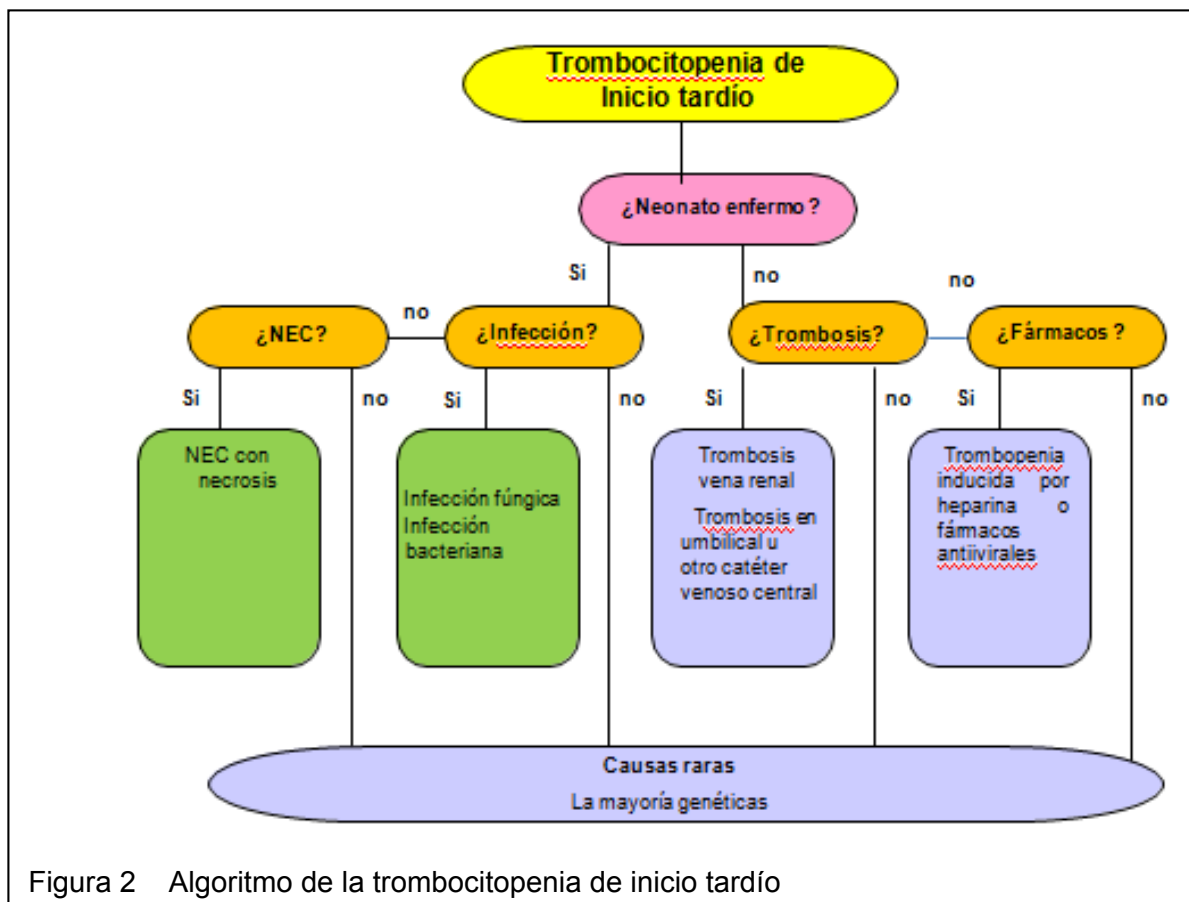 Trombocitopenia de
Inicio tardío
¿Neonato enfermo?
Si
no
no
¿NEC?
no
¿Infección?
¿Trombosis?
¿Fármacos?
Si
no
Si
no
Si
no
Si
no
NEC con
necrosis
Infección fúngica
Infección
bacteriana
Trombosis
vena renal
Trombosis en
umbilical u
otro catéter
venoso central
Trombopenia
inducida por
heparina o
fármacos
antiivirales
Causas raras
La mayoría genéticas
Figura 2 Algoritmo de la trombocitopenia de inicio tardío